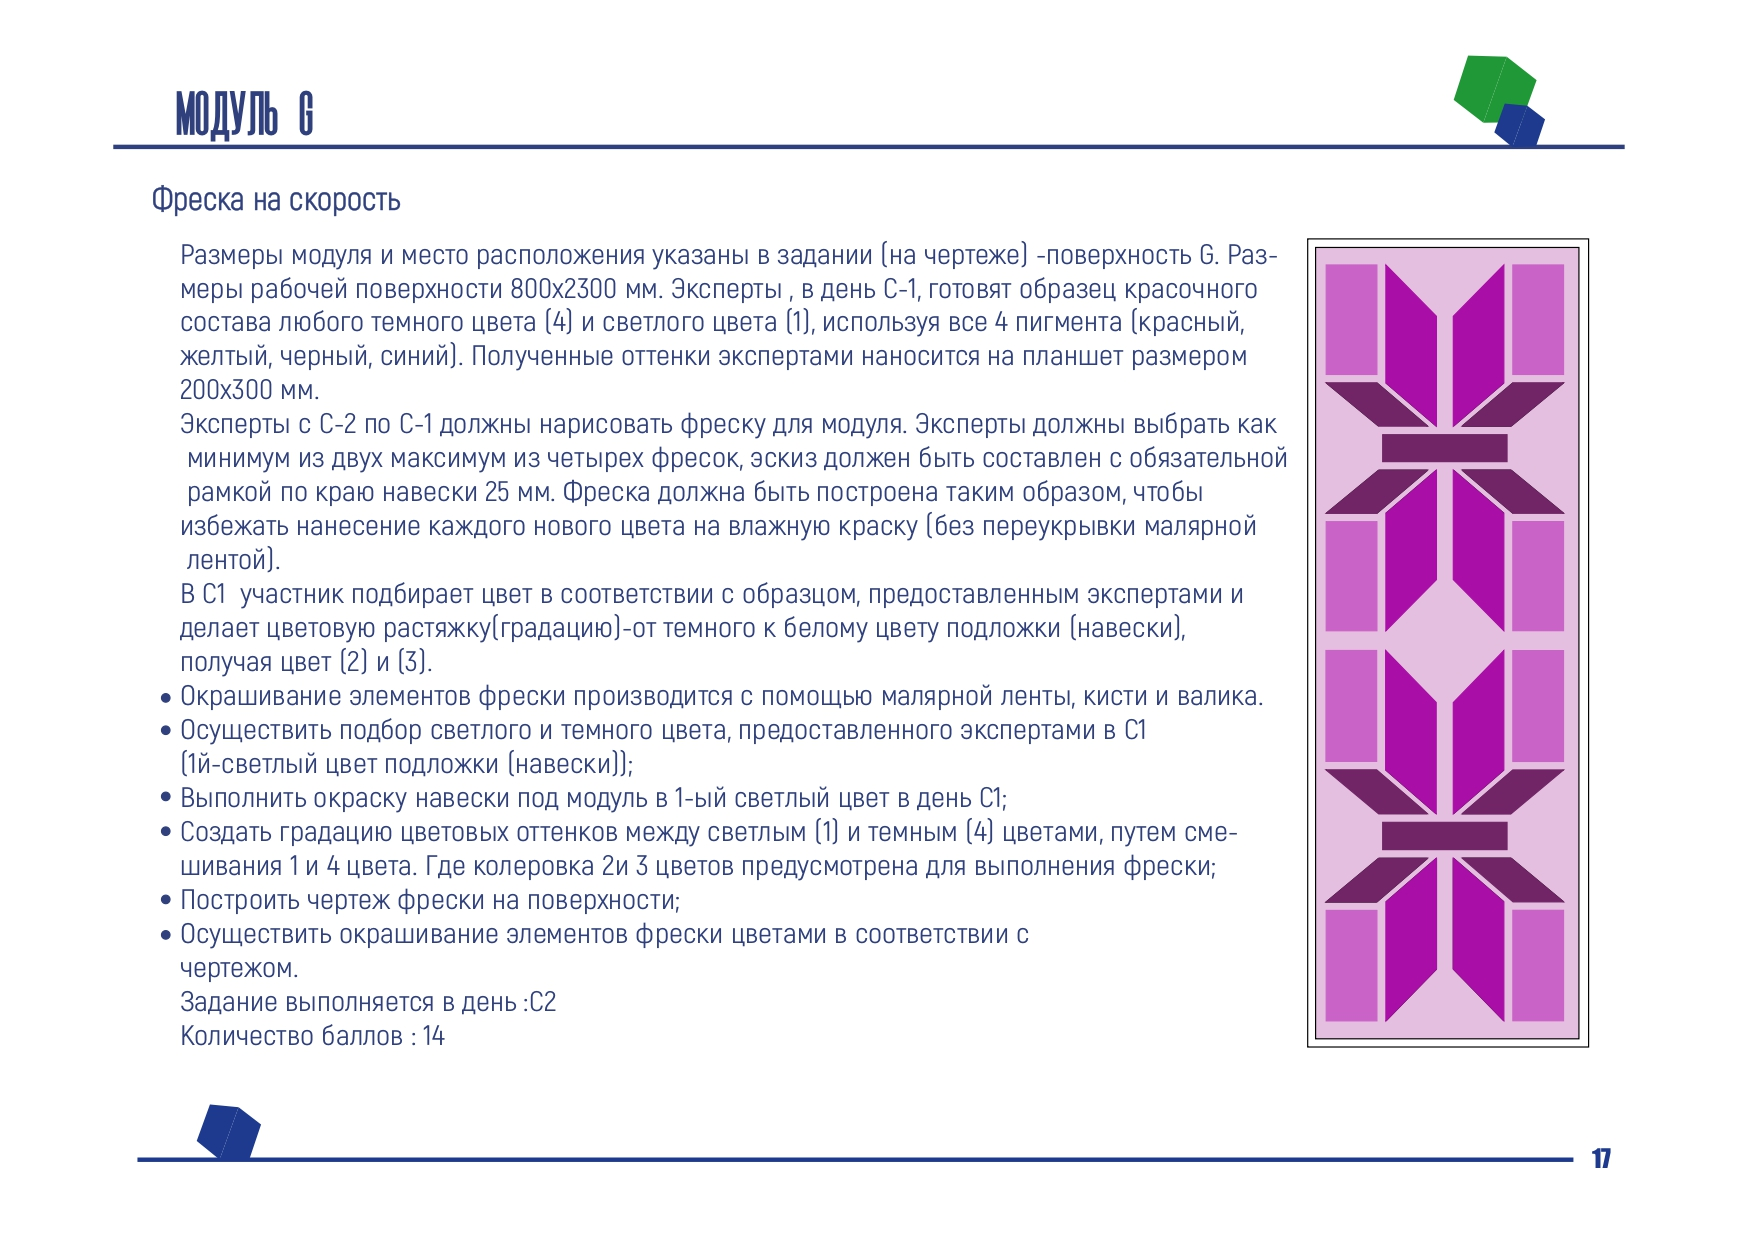 МОДУЛЬ G
Фреска на скорость
Размеры модуля и место расположения указаны в задании (на чертеже) -поверхность G. Раз-
меры рабочей поверхности 800х2300 мм. Эксперты , в день С-1, готовят образец красочного
состава любого темного цвета (4) и светлого цвета (1), используя все 4 пигмента (красный,
желтый, черный, синий). Полученные оттенки экспертами наносится на планшет размером
200х300 мм.
Эксперты с С-2 по С-1 должны нарисовать фреску для модуля. Эксперты должны выбрать как
минимум из двух максимум из четырех фресок, эскиз должен быть составлен с обязательной
рамкой по краю навески 25 мм. Фреска должна быть построена таким образом, чтобы
избежать нанесение каждого нового цвета на влажную краску (без переукрывки малярной
лентой).
В С1 участник подбирает цвет в соответствии с образцом, предоставленным экспертами и
делает цветовую растяжку(градацию)-от темного к белому цвету подложки (навески),
получая цвет (2) и (3).
• Окрашивание элементов фрески производится с помощью малярной ленты, кисти и валика.
• Осуществить подбор светлого и темного цвета, предоставленного экспертами в С1
(1й-светлый цвет подложки (навески));
• Выполнить окраску навески под модуль в 1-ый светлый цвет в день С1;
• Создать градацию цветовых оттенков между светлым (1) и темным (4) цветами, путем сме-
шивания 1 и 4 цвета. Где колеровка 2и 3 цветов предусмотрена для выполнения фрески;
• Построить чертеж фрески на поверхности;
• Осуществить окрашивание элементов фрески цветами в соответствии с
чертежом.
Задание выполняется в день :С2
Количество баллов : 14
17